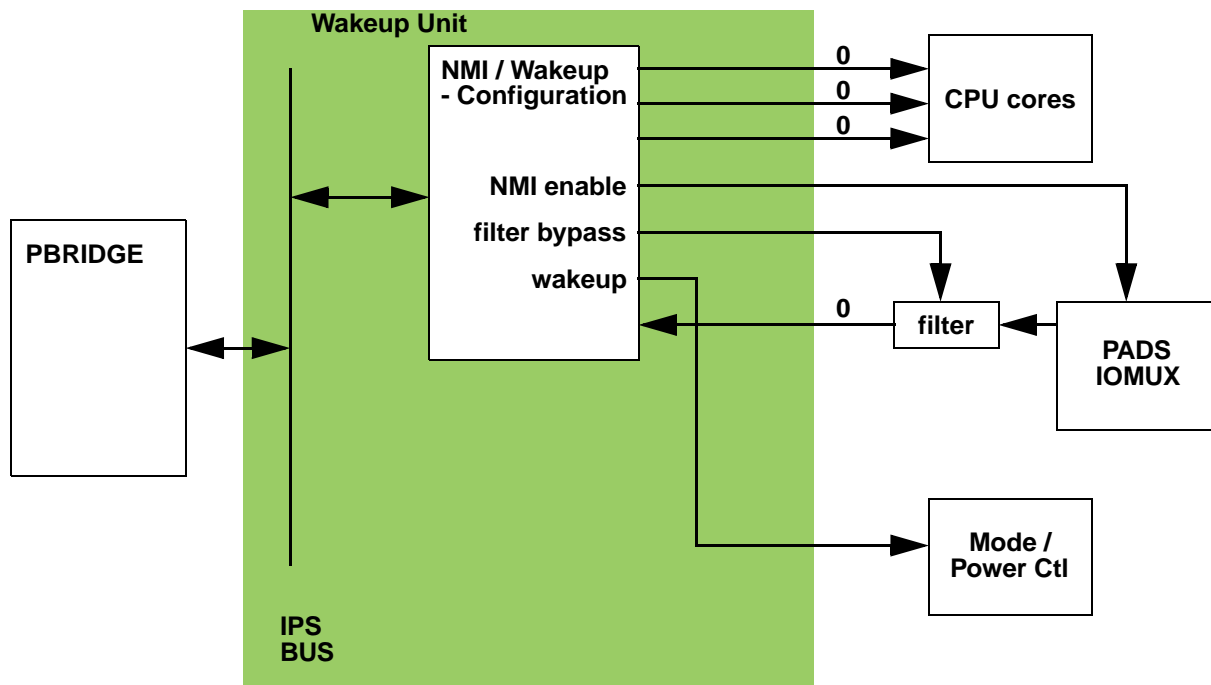 Wakeup Unit
NMI / Wakeup
- Configuration
0
0
0
CPU cores
NMI enable
filter bypass
wakeup
PBRIDGE
0
filter
PADS
IOMUX
Mode /
Power Ctl
IPS
BUS